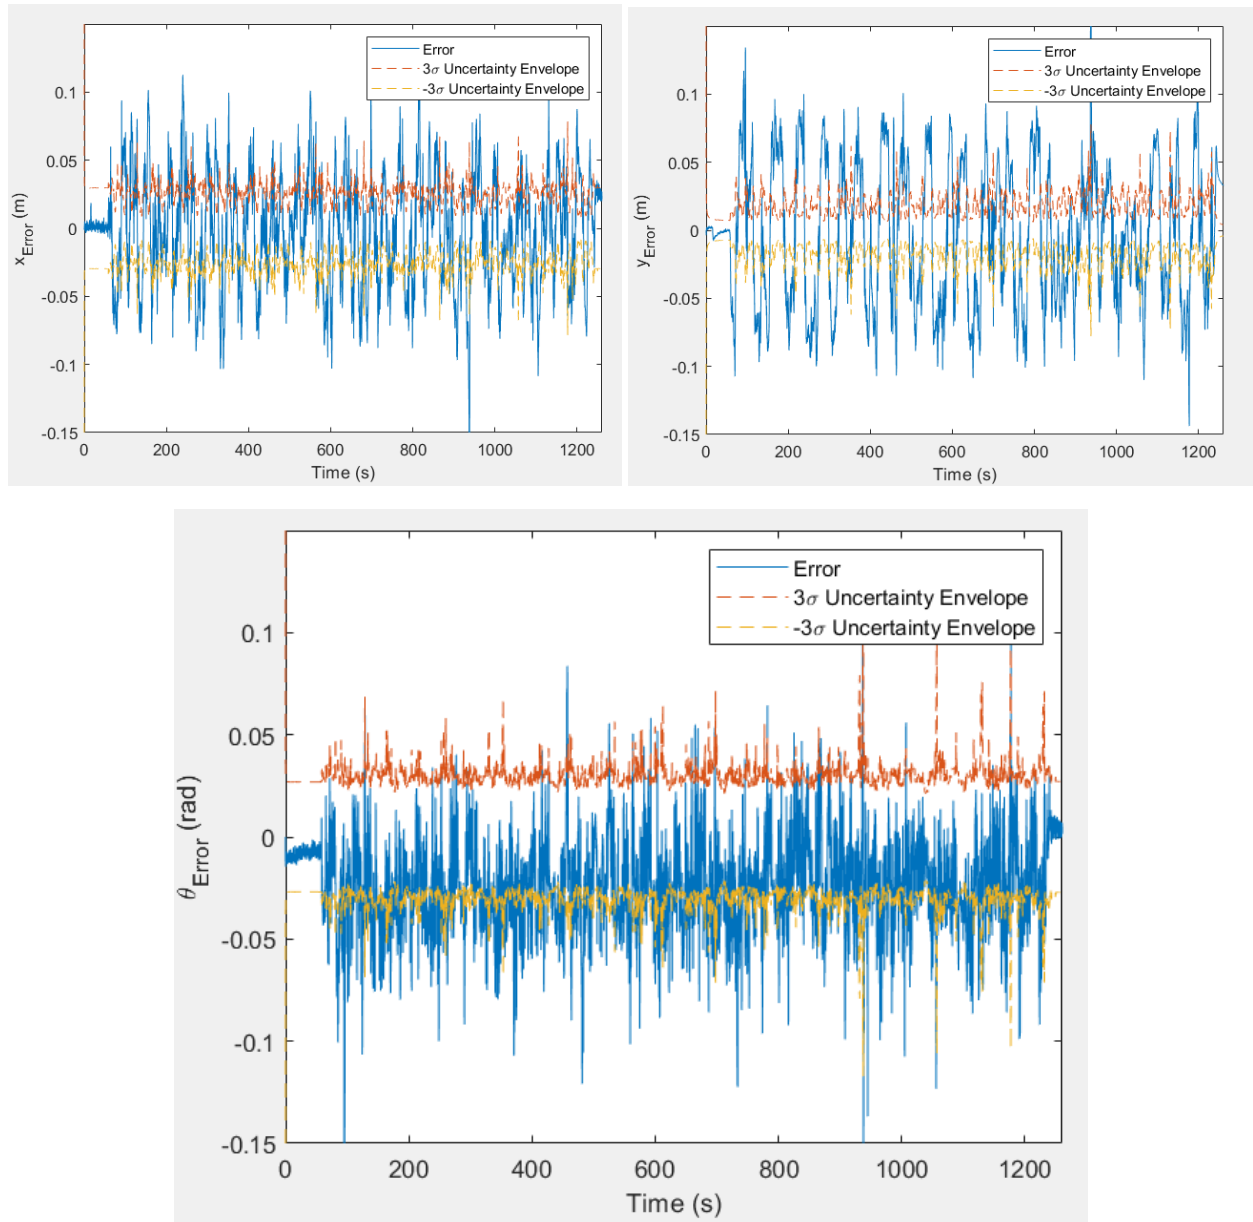 Error
3σ Uncertainty Envelope
-3σ Uncertainty Envelope
0.1
0.05
0
-0.05
-0.1
-0.15
x_Error (m)
0 200 400 600 800 1000 1200
Time (s)
Error
3σ Uncertainty Envelope
-3σ Uncertainty Envelope
0.1
0.05
0
-0.05
-0.1
-0.15
y_Error (m)
0 200 400 600 800 1000 1200
Time (s)
Error
3σ Uncertainty Envelope
-3σ Uncertainty Envelope
0.1
0.05
0
-0.05
-0.1
-0.15
θ_Error (rad)
0 200 400 600 800 1000 1200
Time (s)